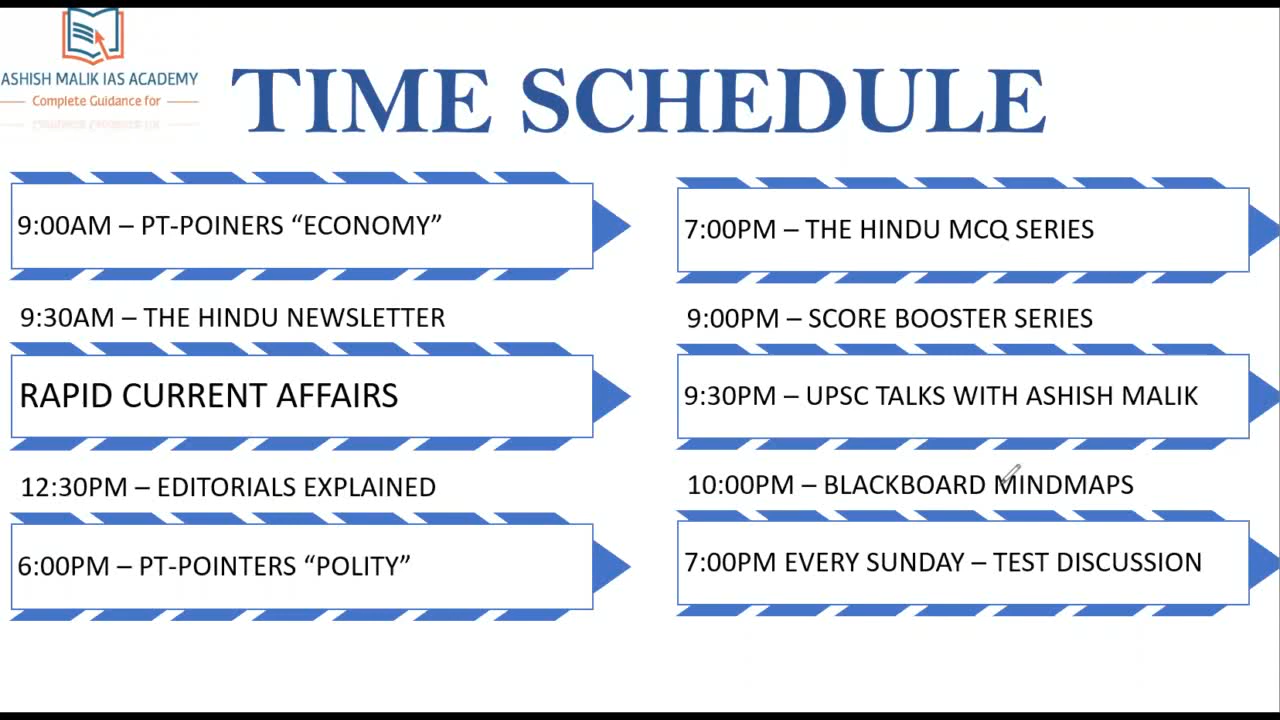 ASHISH MALIK IAS ACADEMY
Complete Guidance for
TIME SCHEDULE
9:00AM – PT-POINERS “ECONOMY”
9:30AM – THE HINDU NEWSLETTER
RAPID CURRENT AFFAIRS
12:30PM – EDITORIALS EXPLAINED
6:00PM – PT-POINTERS “POLITY”
7:00PM – THE HINDU MCQ SERIES
9:00PM – SCORE BOOSTER SERIES
9:30PM – UPSC TALKS WITH ASHISH MALIK
10:00PM – BLACKBOARD MINDMAPS
7:00PM EVERY SUNDAY – TEST DISCUSSION